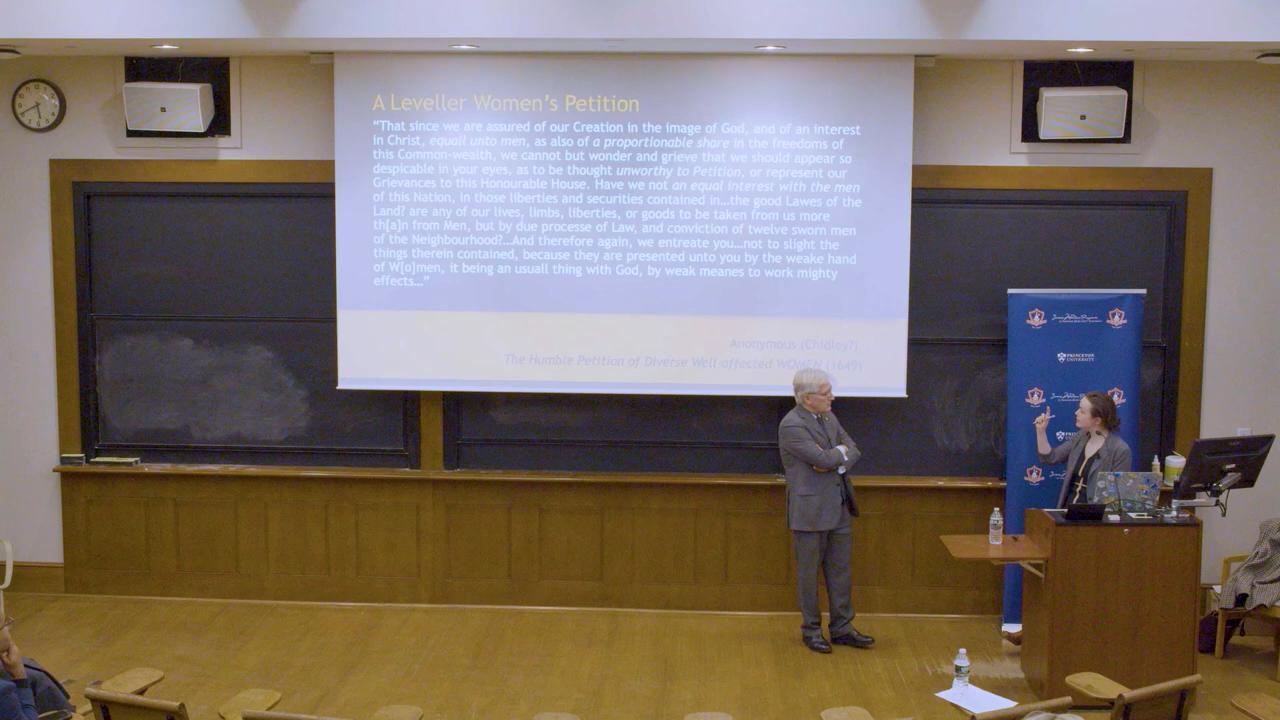 A Leveller Women's Petition
“That since we are assured of our Creation in the image of God, and of an interest
in Christ, equall unto men, as also of a proportionable share in the freedoms of
this Common-wealth, we cannot but wonder and grieve that we should appear so
despicable in your eyes, as to be thought unworthy to Petition, or represent our
Grievances to this Honourable House. Have we not an equal interest with the men
of this Nation, in those liberties and securities contained in…the good Lawes of the
Land? are any of our lives, limbs, liberties, or goods to be taken from us more
th[a]n from Men, but by due processe of Law, and conviction of twelve sworn men
of the Neighbourhood?…And therefore again, we entreate you…not to slight the
things therein contained, because they are presented unto you by the weake hand
of W[o]men, it being an usuall thing with God, by weak meanes to work mighty
effects…”
Anonymous (Chidley?),
The Humble Petition of Diverse Well-affected WOMEN (1649)
PRINCETON
UNIVERSITY